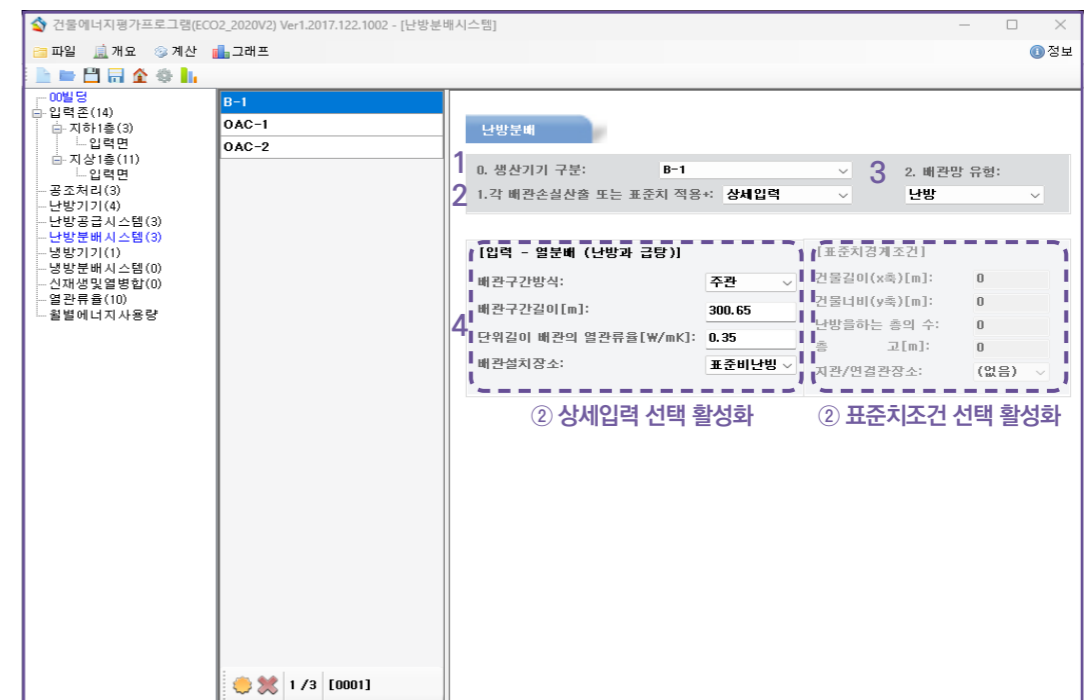 건물에너지평가프로그램(ECO2_2020V2) Ver1.2017.122.1002 - [난방분배시스템]
파일 개요 계산 그래프 정보
00빌딩
입력존(14)
지하1층(3)
입력면
지상1층(11)
입력면
공조처리(3)
난방기기(4)
난방공급시스템(3)
난방분배시스템(3)
냉방기기(1)
냉방분배시스템(0)
신재생및열병합(0)
열관류율(10)
월별에너지사용량
B-1
OAC-1
OAC-2
1 /3 [0001]
난방분배
1 0. 생산기기 구분: B-1
2 1.각 배관손실산출 또는 표준치 적용+: 상세입력
3 2. 배관망 유형:
난방
4
[입력 - 열분배 (난방과 급탕)]
배관구간방식: 주관
배관구간길이[m]: 300.65
단위길이 배관의 열관류율[W/mK]: 0.35
배관설치장소: 표준비난방
② 상세입력 선택 활성화
[표준치경계조건]
건물길이(x축)[m]: 0
건물너비(y축)[m]: 0
난방을하는 층의 수: 0
층 고[m]: 0
지관/연결관장소: (없음)
② 표준치조건 선택 활성화